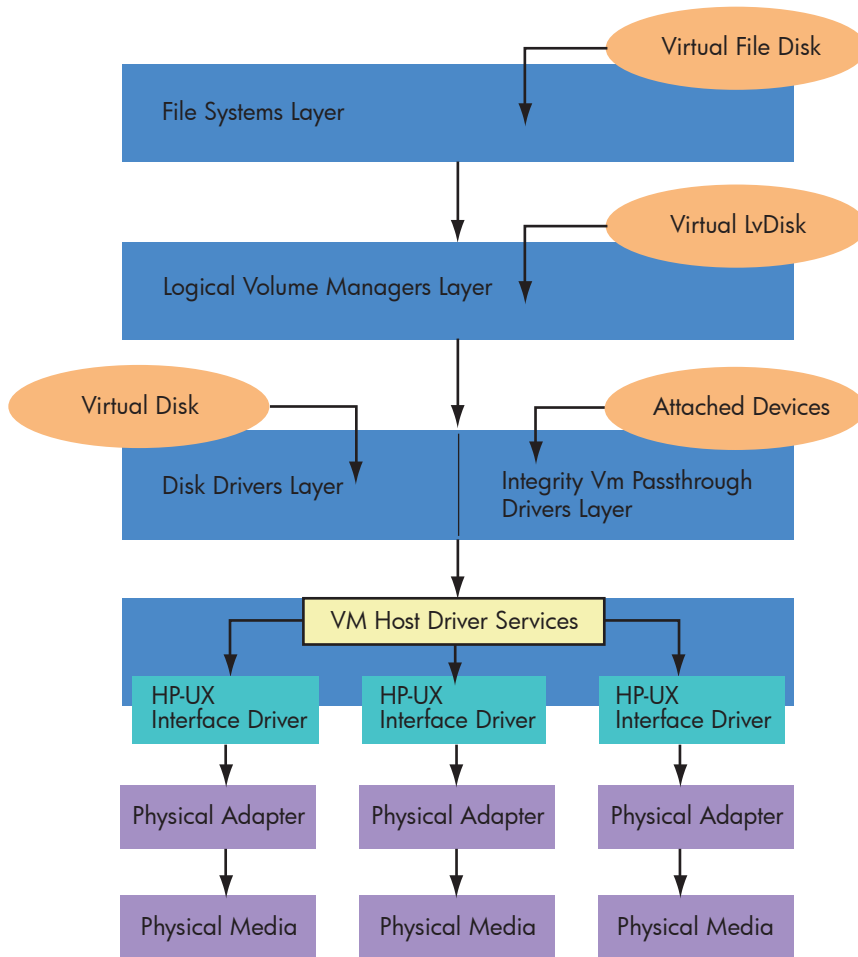 Virtual File Disk
File Systems Layer
Virtual LvDisk
Logical Volume Managers Layer
Virtual Disk
Attached Devices
Disk Drivers Layer
Integrity Vm Passthrough
Drivers Layer
VM Host Driver Services
HP-UX
Interface Driver
HP-UX
Interface Driver
HP-UX
Interface Driver
Physical Adapter
Physical Adapter
Physical Adapter
Physical Media
Physical Media
Physical Media